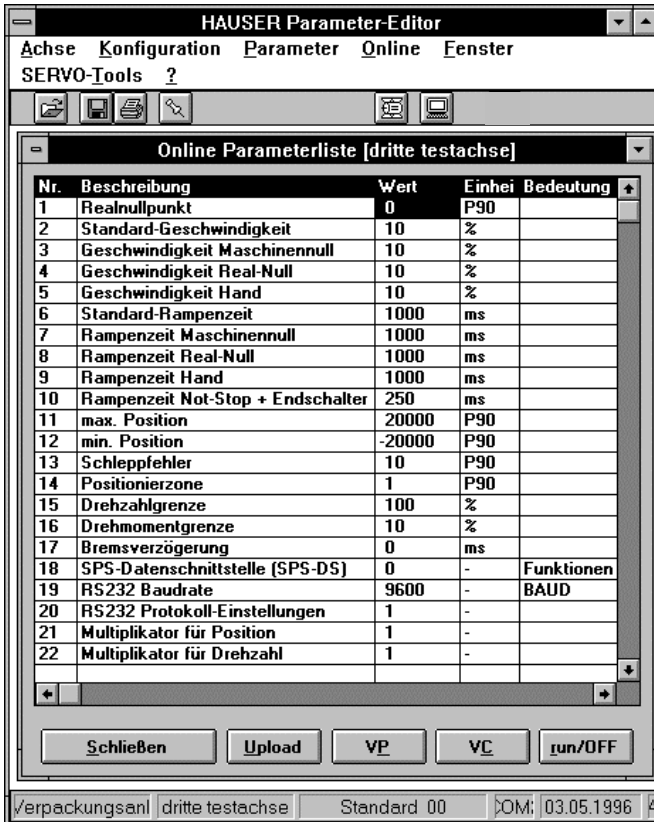 HAUSER Parameter-Editor
Achse Konfiguration Parameter Online Fenster
SERVO-Tools ?
Online Parameterliste [dritte testachse]
Nr. Beschreibung Wert Einhei Bedeutung
1 Realnullpunkt 0 P90
2 Standard-Geschwindigkeit 10 %
3 Geschwindigkeit Maschinennull 10 %
4 Geschwindigkeit Real-Null 10 %
5 Geschwindigkeit Hand 10 %
6 Standard-Rampenzeit 1000 ms
7 Rampenzeit Maschinennull 1000 ms
8 Rampenzeit Real-Null 1000 ms
9 Rampenzeit Hand 1000 ms
10 Rampenzeit Not-Stop + Endschalter 250 ms
11 max. Position 20000 P90
12 min. Position -20000 P90
13 Schleppfehler 10 P90
14 Positionierzone 1 P90
15 Drehzahlgrenze 100 %
16 Drehmomentgrenze 10 %
17 Bremsverzögerung 0 ms
18 SPS-Datenschnittstelle (SPS-DS) 0 - Funktionen
19 RS232 Baudrate 9600 - BAUD
20 RS232 Protokoll-Einstellungen 1 -
21 Multiplikator für Position 1 -
22 Multiplikator für Drehzahl 1 -
Schließen Upload VP VC run/OFF
Verpackungsanl dritte testachse Standard 00 COM: 03.05.1996